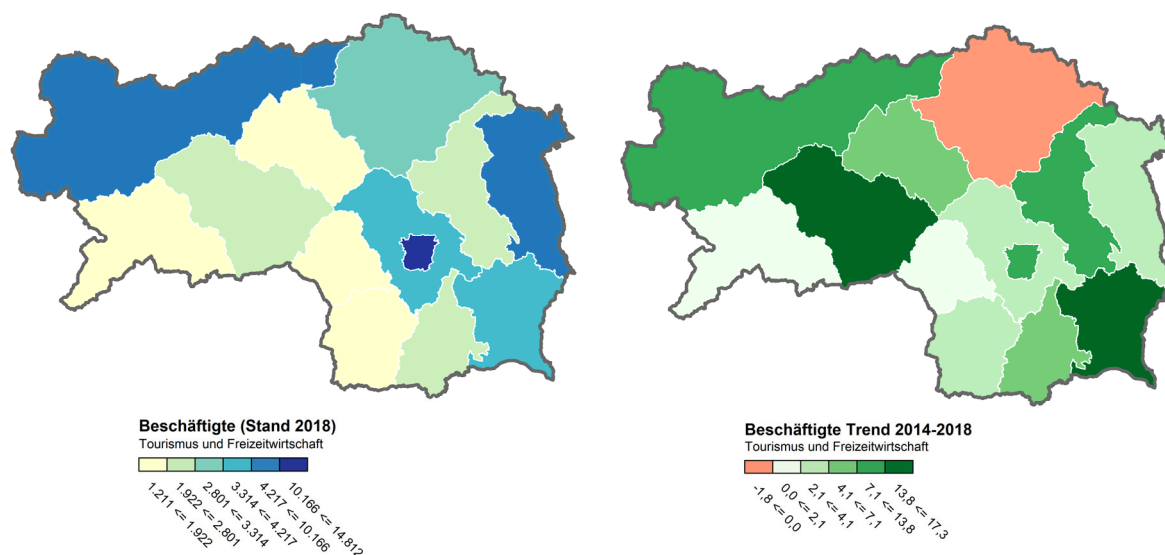 Beschäftigte (Stand 2018)
Tourismus und Freizeitwirtschaft
1.211 <= 1.922
1.922 <= 2.801
2.801 <= 3.314
3.314 <= 4.217
4.217 <= 10.166
10.166 <= 14.812
Beschäftigte Trend 2014-2018
Tourismus und Freizeitwirtschaft
-1,8 <= 0,0
0,0 <= 2,1
2,1 <= 4,1
4,1 <= 7,1
7,1 <= 13,8
13,8 <= 17,3